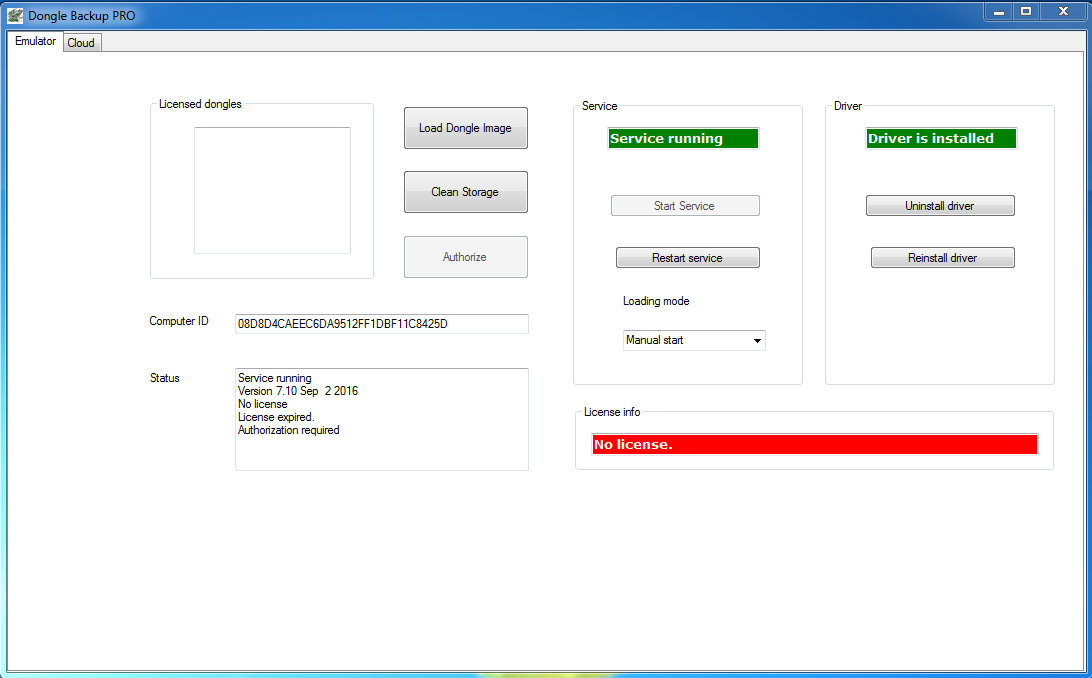 Dongle Backup PRO
Emulator
Cloud
Licensed dongles
Load Dongle Image
Clean Storage
Authorize
Computer ID
08D8D4CAEEC6DA9512FF1DBF11C8425D
Status
Service running
Version 7.10 Sep  2 2016
No license
License expired.
Authorization required
Service
Service running
Start Service
Restart service
Loading mode
Manual start
Driver
Driver is installed
Uninstall driver
Reinstall driver
License info
No license.